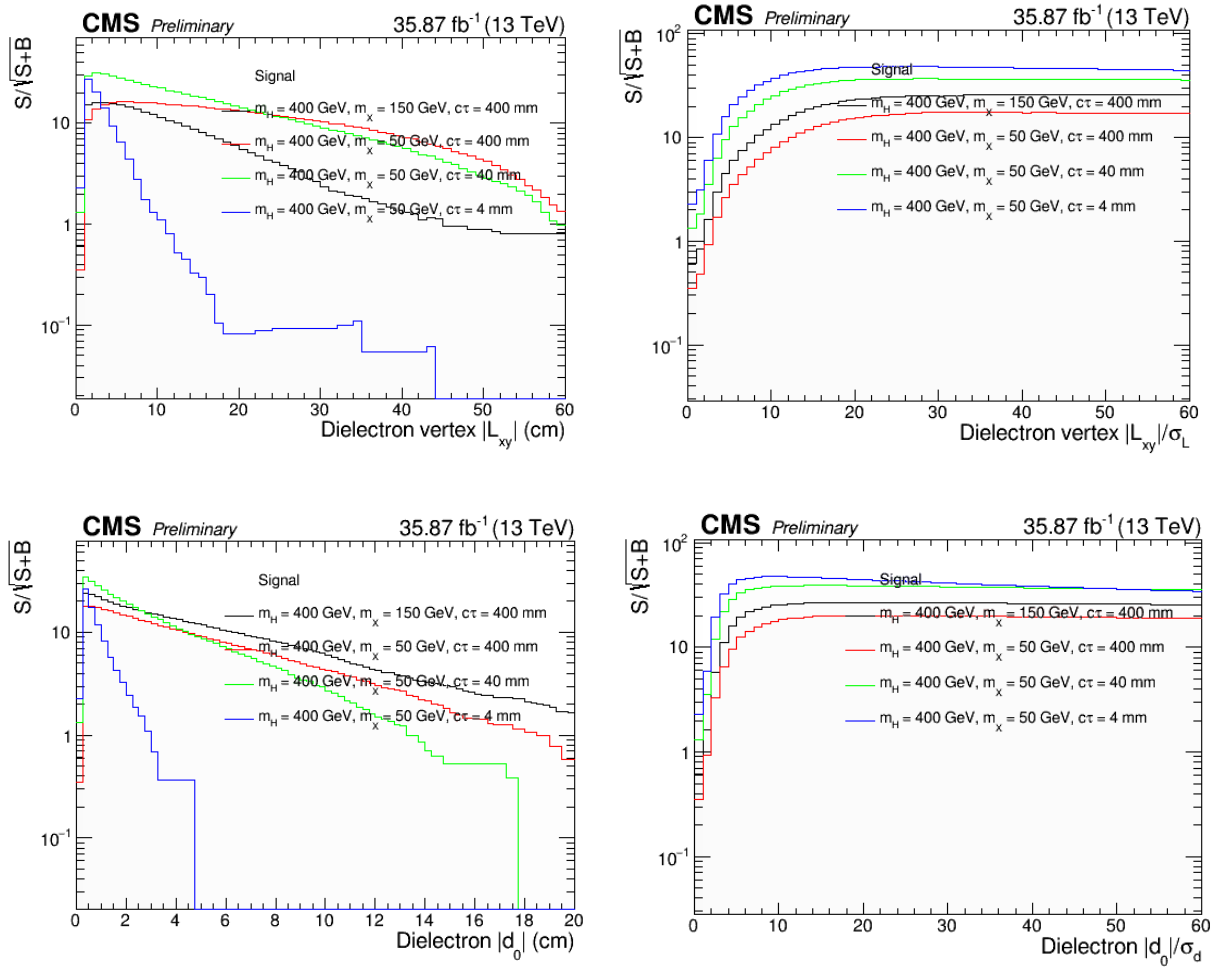 CMS Preliminary 35.87 fb⁻¹ (13 TeV)
S/√S+B
Signal
m_H = 400 GeV, m_X = 150 GeV, cτ = 400 mm
m_H = 400 GeV, m_X = 50 GeV, cτ = 400 mm
m_H = 400 GeV, m_X = 50 GeV, cτ = 40 mm
m_H = 400 GeV, m_X = 50 GeV, cτ = 4 mm
10
1
10⁻¹
0 10 20 30 40 50 60
Dielectron vertex |L_xy| (cm)
CMS Preliminary 35.87 fb⁻¹ (13 TeV)
S/√S+B
10²
Signal
m_H = 400 GeV, m_X = 150 GeV, cτ = 400 mm
m_H = 400 GeV, m_X = 50 GeV, cτ = 400 mm
m_H = 400 GeV, m_X = 50 GeV, cτ = 40 mm
m_H = 400 GeV, m_X = 50 GeV, cτ = 4 mm
10
1
10⁻¹
0 10 20 30 40 50 60
Dielectron vertex |L_xy|/σ_L
CMS Preliminary 35.87 fb⁻¹ (13 TeV)
S/√S+B
Signal
m_H = 400 GeV, m_X = 150 GeV, cτ = 400 mm
m_H = 400 GeV, m_X = 50 GeV, cτ = 400 mm
m_H = 400 GeV, m_X = 50 GeV, cτ = 40 mm
m_H = 400 GeV, m_X = 50 GeV, cτ = 4 mm
10
1
10⁻¹
0 2 4 6 8 10 12 14 16 18 20
Dielectron |d_0| (cm)
CMS Preliminary 35.87 fb⁻¹ (13 TeV)
S/√S+B
10²
Signal
m_H = 400 GeV, m_X = 150 GeV, cτ = 400 mm
m_H = 400 GeV, m_X = 50 GeV, cτ = 400 mm
m_H = 400 GeV, m_X = 50 GeV, cτ = 40 mm
m_H = 400 GeV, m_X = 50 GeV, cτ = 4 mm
10
1
10⁻¹
0 10 20 30 40 50 60
Dielectron |d_0|/σ_d